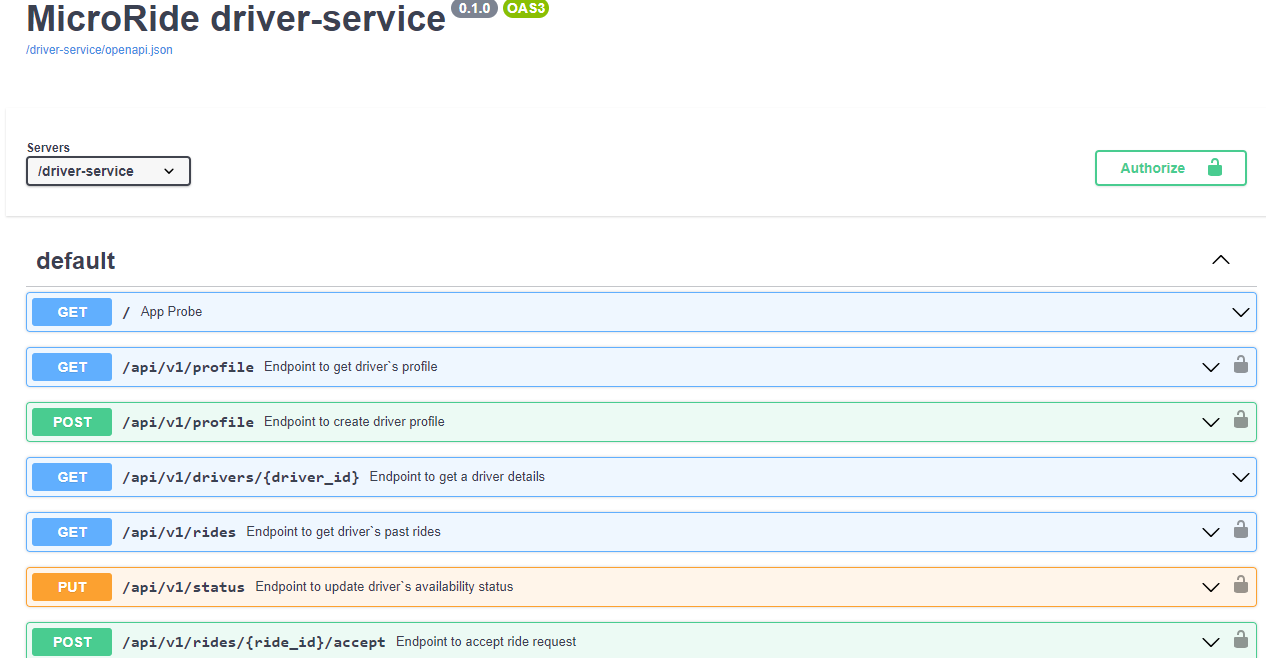 MicroRide driver-service 0.1.0 OAS3
/driver-service/openapi.json
Servers
/driver-service
Authorize
default
GET / App Probe
GET /api/v1/profile Endpoint to get driver`s profile
POST /api/v1/profile Endpoint to create driver profile
GET /api/v1/drivers/{driver_id} Endpoint to get a driver details
GET /api/v1/rides Endpoint to get driver`s past rides
PUT /api/v1/status Endpoint to update driver`s availability status
POST /api/v1/rides/{ride_id}/accept Endpoint to accept ride request